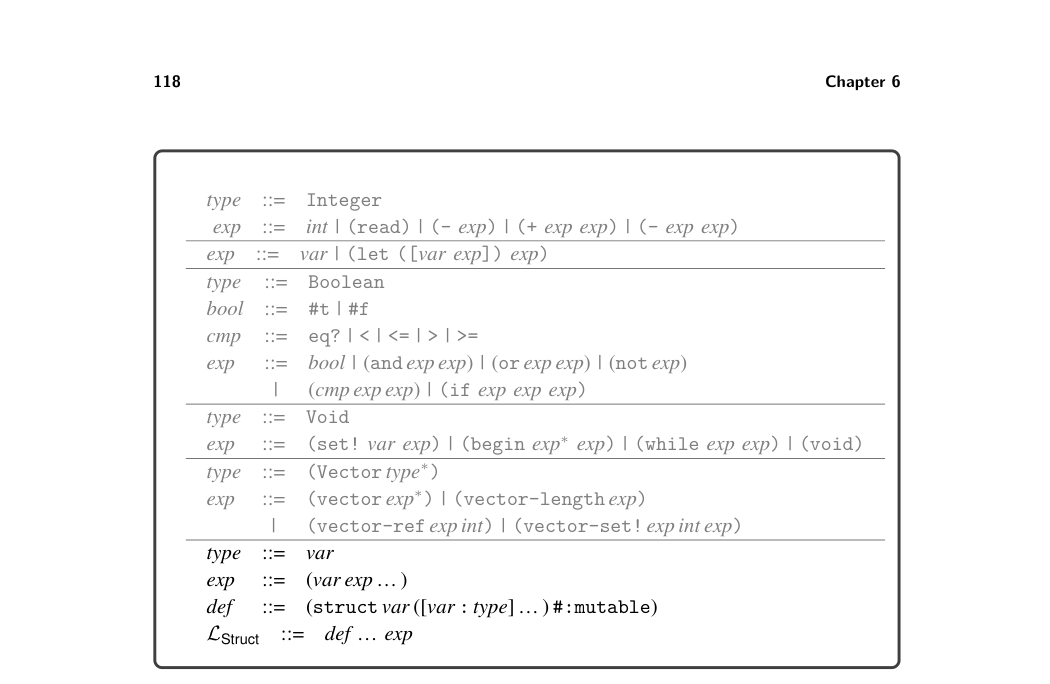 118 Chapter 6
type ::= Integer
exp ::= int | (read) | (- exp) | (+ exp exp) | (- exp exp)
exp ::= var | (let ([var exp]) exp)
type ::= Boolean
bool ::= #t | #f
cmp ::= eq? | < | <= | > | >=
exp ::= bool | (and exp exp) | (or exp exp) | (not exp)
| (cmp exp exp) | (if exp exp exp)
type ::= Void
exp ::= (set! var exp) | (begin exp* exp) | (while exp exp) | (void)
type ::= (Vector type*)
exp ::= (vector exp*) | (vector-length exp)
| (vector-ref exp int) | (vector-set! exp int exp)
type ::= var
exp ::= (var exp …)
def ::= (struct var ([var : type] …) #:mutable)
ℒStruct ::= def … exp